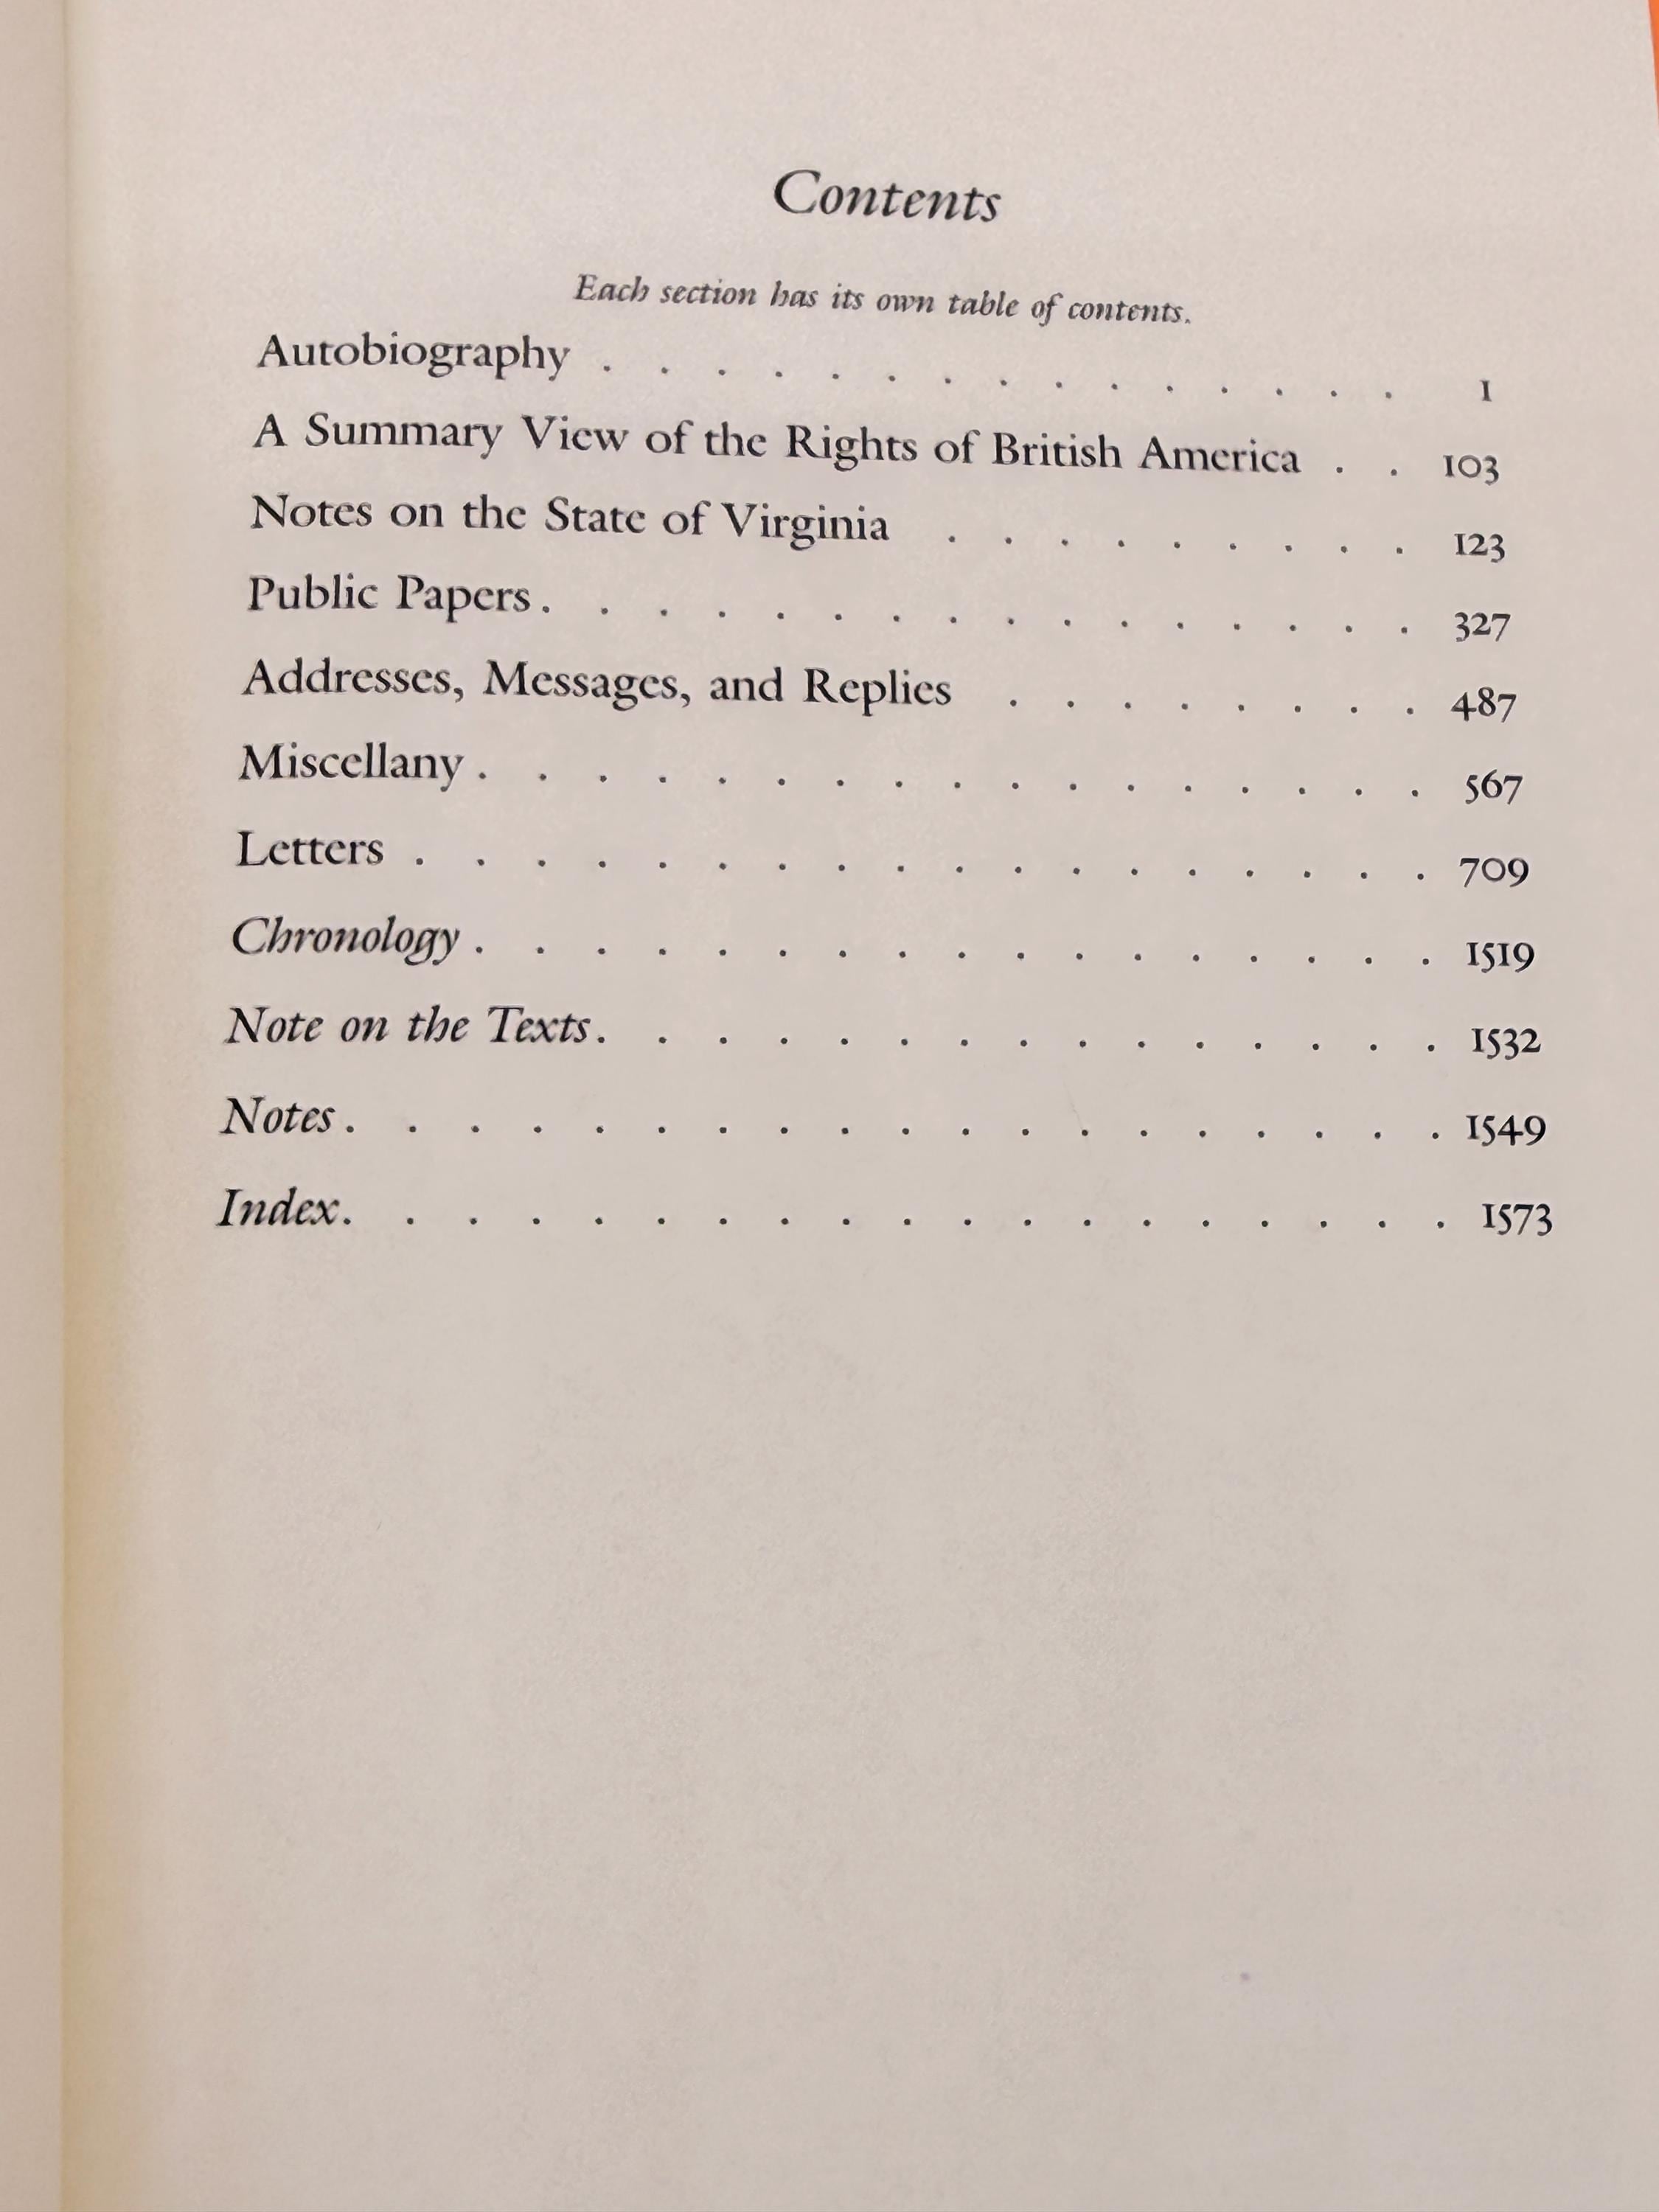 Contents
Each section has its own table of contents.
Autobiography . . . . . . . . . . . . . . . 1
A Summary View of the Rights of British America . . 103
Notes on the State of Virginia . . . . . . . . . 123
Public Papers . . . . . . . . . . . . . . . . 327
Addresses, Messages, and Replies . . . . . . . . 487
Miscellany . . . . . . . . . . . . . . . . . 567
Letters . . . . . . . . . . . . . . . . . . 709
Chronology . . . . . . . . . . . . . . . . . 1519
Note on the Texts . . . . . . . . . . . . . . . 1532
Notes . . . . . . . . . . . . . . . . . . . 1549
Index . . . . . . . . . . . . . . . . . . . 1573